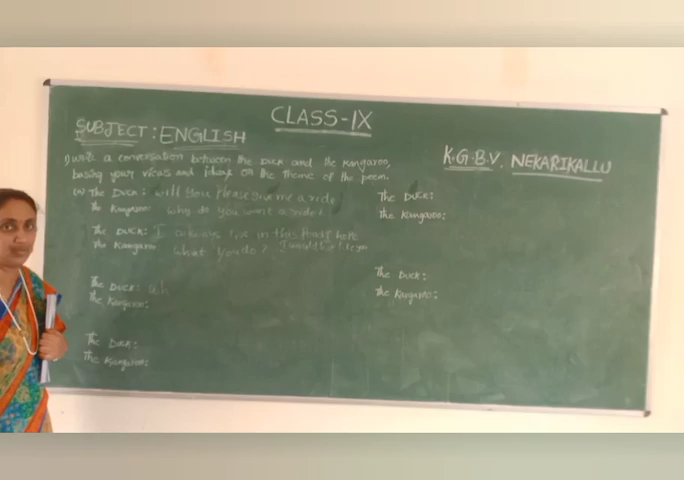 CLASS-IX
SUBJECT: ENGLISH
K.G.B.V. NEKARIKALLU
1) Write a conversation between the Duck and the Kangaroo,
basing your views and ideas on the theme of the poem.
The Duck: will you please give me a ride!
The Kangaroo: Why do you want a ride?
The Duck: I always live in this Pond here
The Kangaroo: What you do? I would like
The Duck:
The Kangaroo:
The Duck:
The Kangaroo:
The Duck:
The Kangaroo:
The Duck:
The Kangaroo: